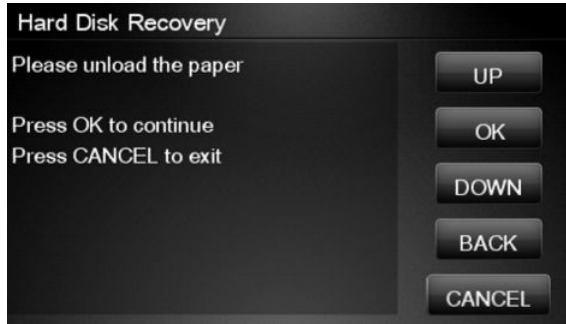 Hard Disk Recovery
Please unload the paper
Press OK to continue
Press CANCEL to exit
UP
OK
DOWN
BACK
CANCEL